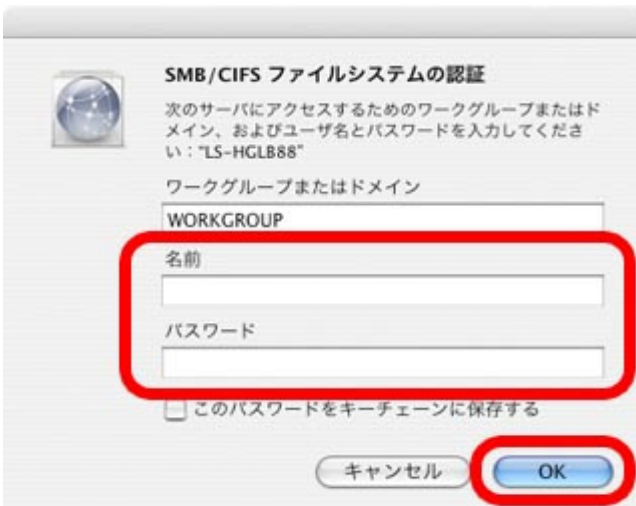 SMB/CIFS ファイルシステムの認証
次のサーバにアクセスするためのワークグループまたはド
メイン、およびユーザ名とパスワードを入力してくださ
い："LS-HGLB88"
ワークグループまたはドメイン
WORKGROUP
名前
パスワード
このパスワードをキーチェーンに保存する
キャンセル OK